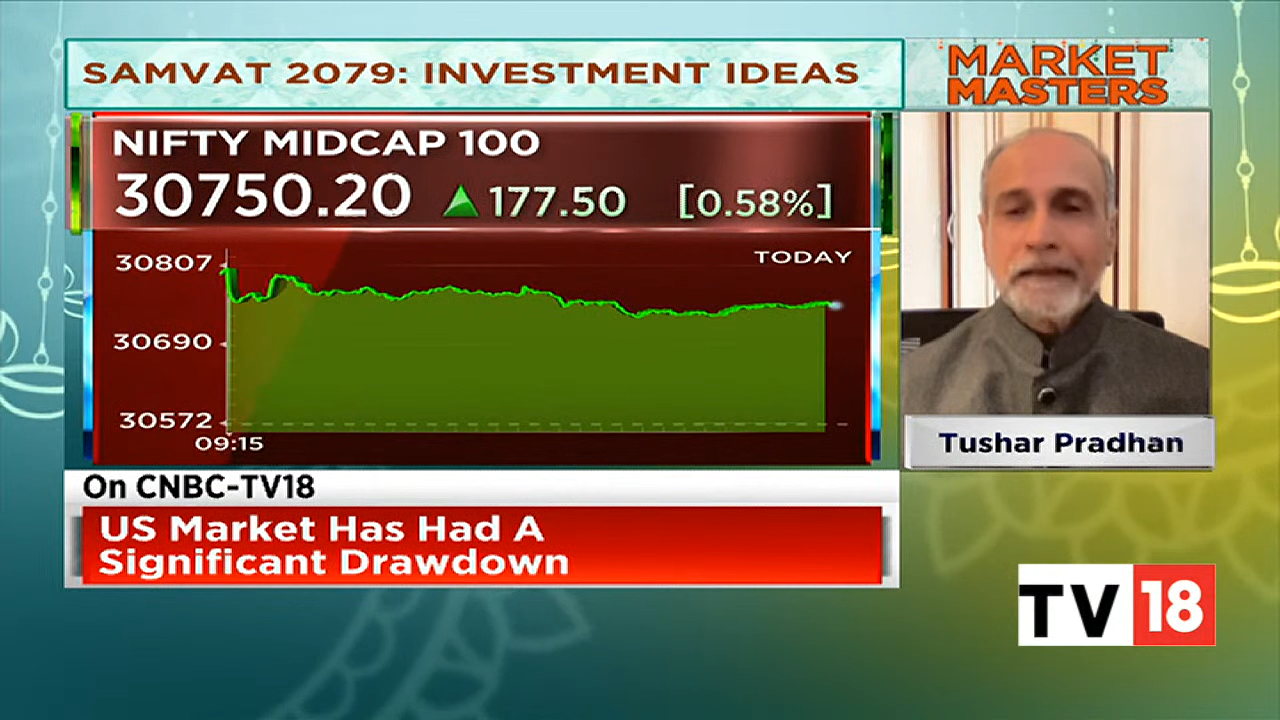 SAMVAT 2079: INVESTMENT IDEAS
MARKET
MASTERS
NIFTY MIDCAP 100
30750.20 ▲ 177.50 [0.58%]
TODAY
30807
30690
30572
09:15
Tushar Pradhan
On CNBC-TV18
US Market Has Had A
Significant Drawdown
TV18